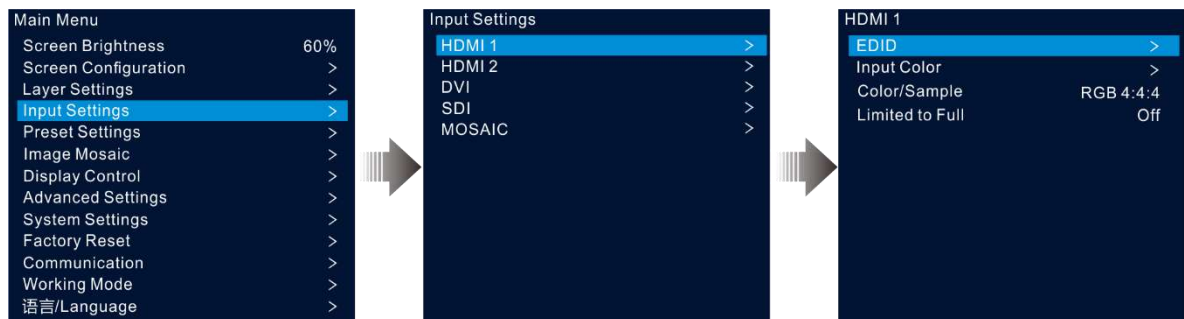 Main Menu
Screen Brightness 60%
Screen Configuration >
Layer Settings >
Input Settings >
Preset Settings >
Image Mosaic >
Display Control >
Advanced Settings >
System Settings >
Factory Reset >
Communication >
Working Mode >
语言/Language >
Input Settings
HDMI 1 >
HDMI 2 >
DVI >
SDI >
MOSAIC >
HDMI 1
EDID >
Input Color >
Color/Sample RGB 4:4:4
Limited to Full Off